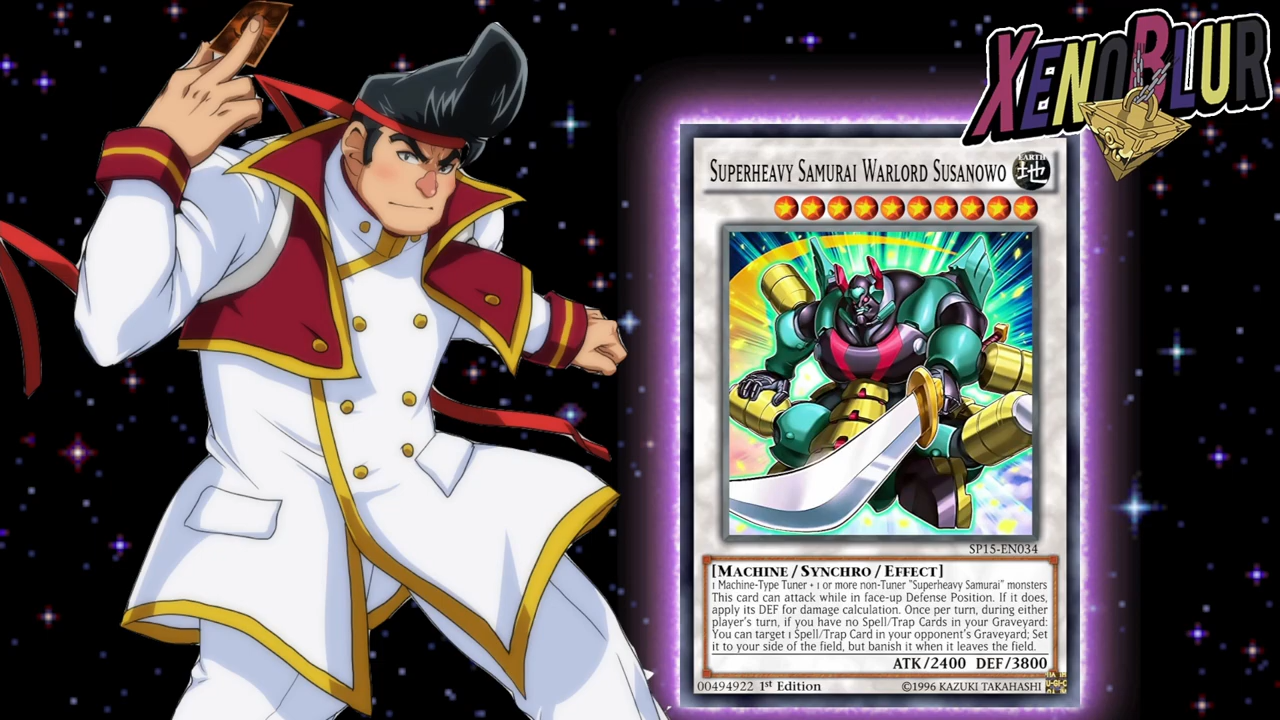 XENOBLUR
SUPERHEAVY SAMURAI WARLORD SUSANOWO
EARTH
地
SP15-EN034
[MACHINE / SYNCHRO / EFFECT]
1 Machine-Type Tuner + 1 or more non-Tuner "Superheavy Samurai" monsters
This card can attack while in face-up Defense Position. If it does,
apply its DEF for damage calculation. Once per turn, during either
player's turn, if you have no Spell/Trap Cards in your Graveyard:
You can target 1 Spell/Trap Card in your opponent's Graveyard; Set
it to your side of the field, but banish it when it leaves the field.
ATK/2400 DEF/3800
00494922 1st Edition
©1996 KAZUKI TAKAHASHI